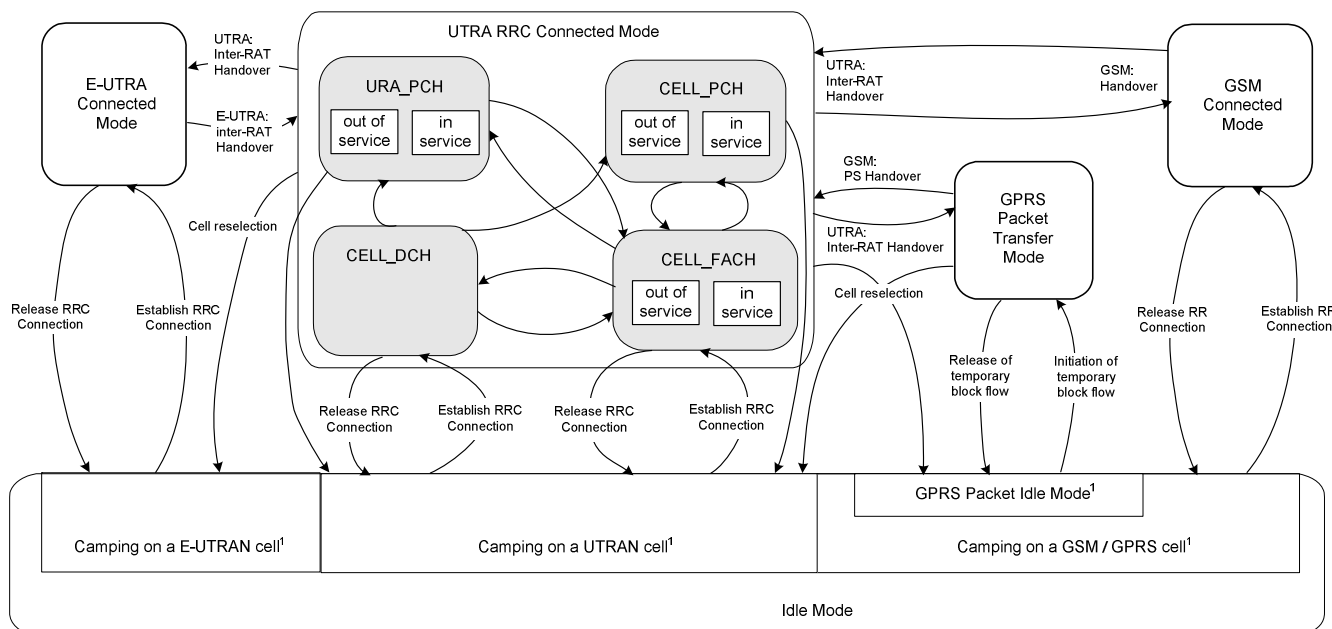 UTRA RRC Connected Mode
E-UTRA
Connected
Mode
UTRA:
Inter-RAT
Handover
E-UTRA:
inter-RAT
Handover
URA_PCH
out of
service
in
service
CELL_PCH
out of
service
in
service
CELL_DCH
CELL_FACH
out of
service
in
service
UTRA:
Inter-RAT
Handover
GSM:
Handover
GSM
Connected
Mode
GSM:
PS Handover
UTRA:
Inter-RAT Handover
GPRS
Packet
Transfer
Mode
Cell reselection
Cell reselection
Release RRC
Connection
Establish RRC
Connection
Release RRC
Connection
Establish RRC
Connection
Release RRC
Connection
Establish RRC
Connection
Release of
temporary
block flow
Initiation of
temporary
block flow
Release RR
Connection
Establish RR
Connection
GPRS Packet Idle Mode¹
Camping on a E-UTRAN cell¹
Camping on a UTRAN cell¹
Camping on a GSM / GPRS cell¹
Idle Mode